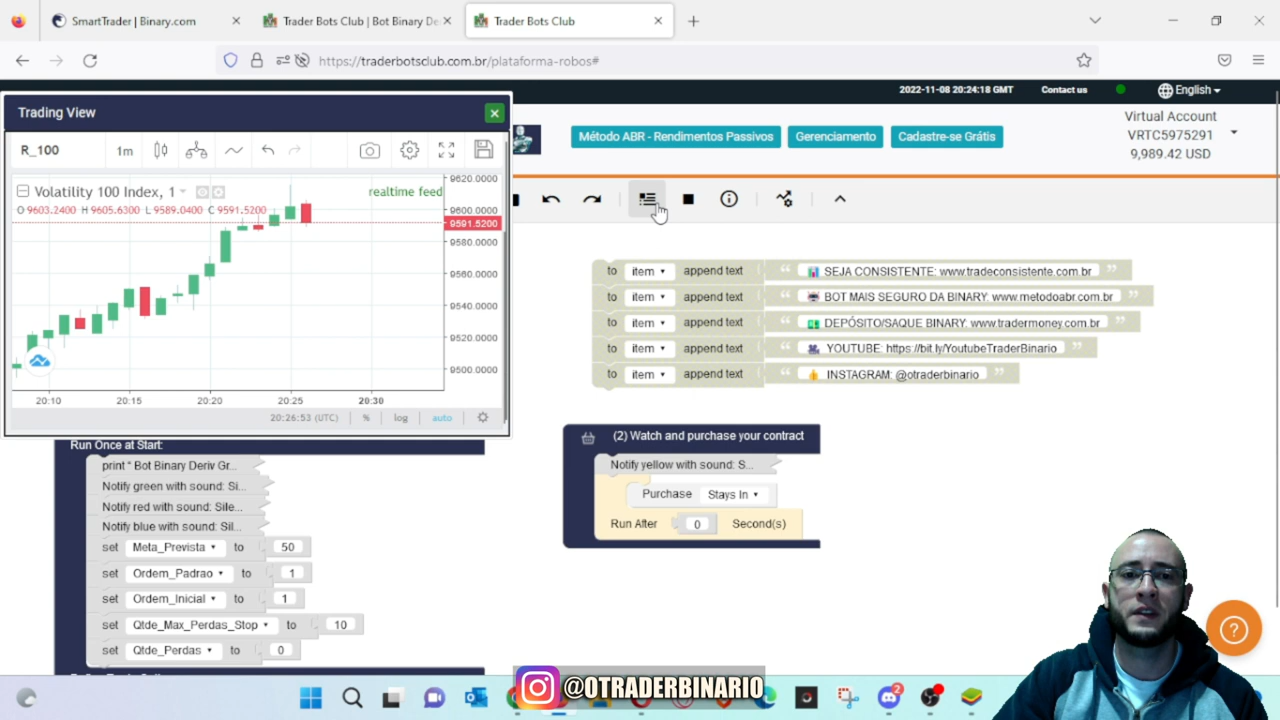 SmartTrader | Binary.com
Trader Bots Club | Bot Binary De
Trader Bots Club
https://traderbotsclub.com.br/plataforma-robos#
2022-11-08 20:24:18 GMT
Contact us
English
Trading View
Método ABR - Rendimentos Passivos
Gerenciamento
Cadastre-se Grátis
Virtual Account
VRTC5975291
9,989.42 USD
R_100
1m
Volatility 100 Index, 1
realtime feed
O 9603.2400 H 9605.6300 L 9589.0400 C 9591.5200
9620.0000
9600.0000
9591.5200
9580.0000
9560.0000
9540.0000
9520.0000
9500.0000
20:10
20:15
20:20
20:25
20:30
20:26:53 (UTC)
%
log
auto
to item append text “ SEJA CONSISTENTE: www.tradeconsistente.com.br ”
to item append text “ BOT MAIS SEGURO DA BINARY: www.metodoabr.com.br ”
to item append text “ DEPÓSITO/SAQUE BINARY: www.tradermoney.com.br ”
to item append text “ YOUTUBE: https://bit.ly/YoutubeTraderBinario ”
to item append text “ INSTAGRAM: @otraderbinario ”
Run Once at Start:
print " Bot Binary Deriv Gr...
Notify green with sound: Si...
Notify red with sound: Sile...
Notify blue with sound: Sil...
set Meta_Prevista to 50
set Ordem_Padrao to 1
set Ordem_Inicial to 1
set Qtde_Max_Perdas_Stop to 10
set Qtde_Perdas to 0
(2) Watch and purchase your contract
Notify yellow with sound: S...
Purchase Stays In
Run After 0 Second(s)
?
@OTRADERBINARIO
2